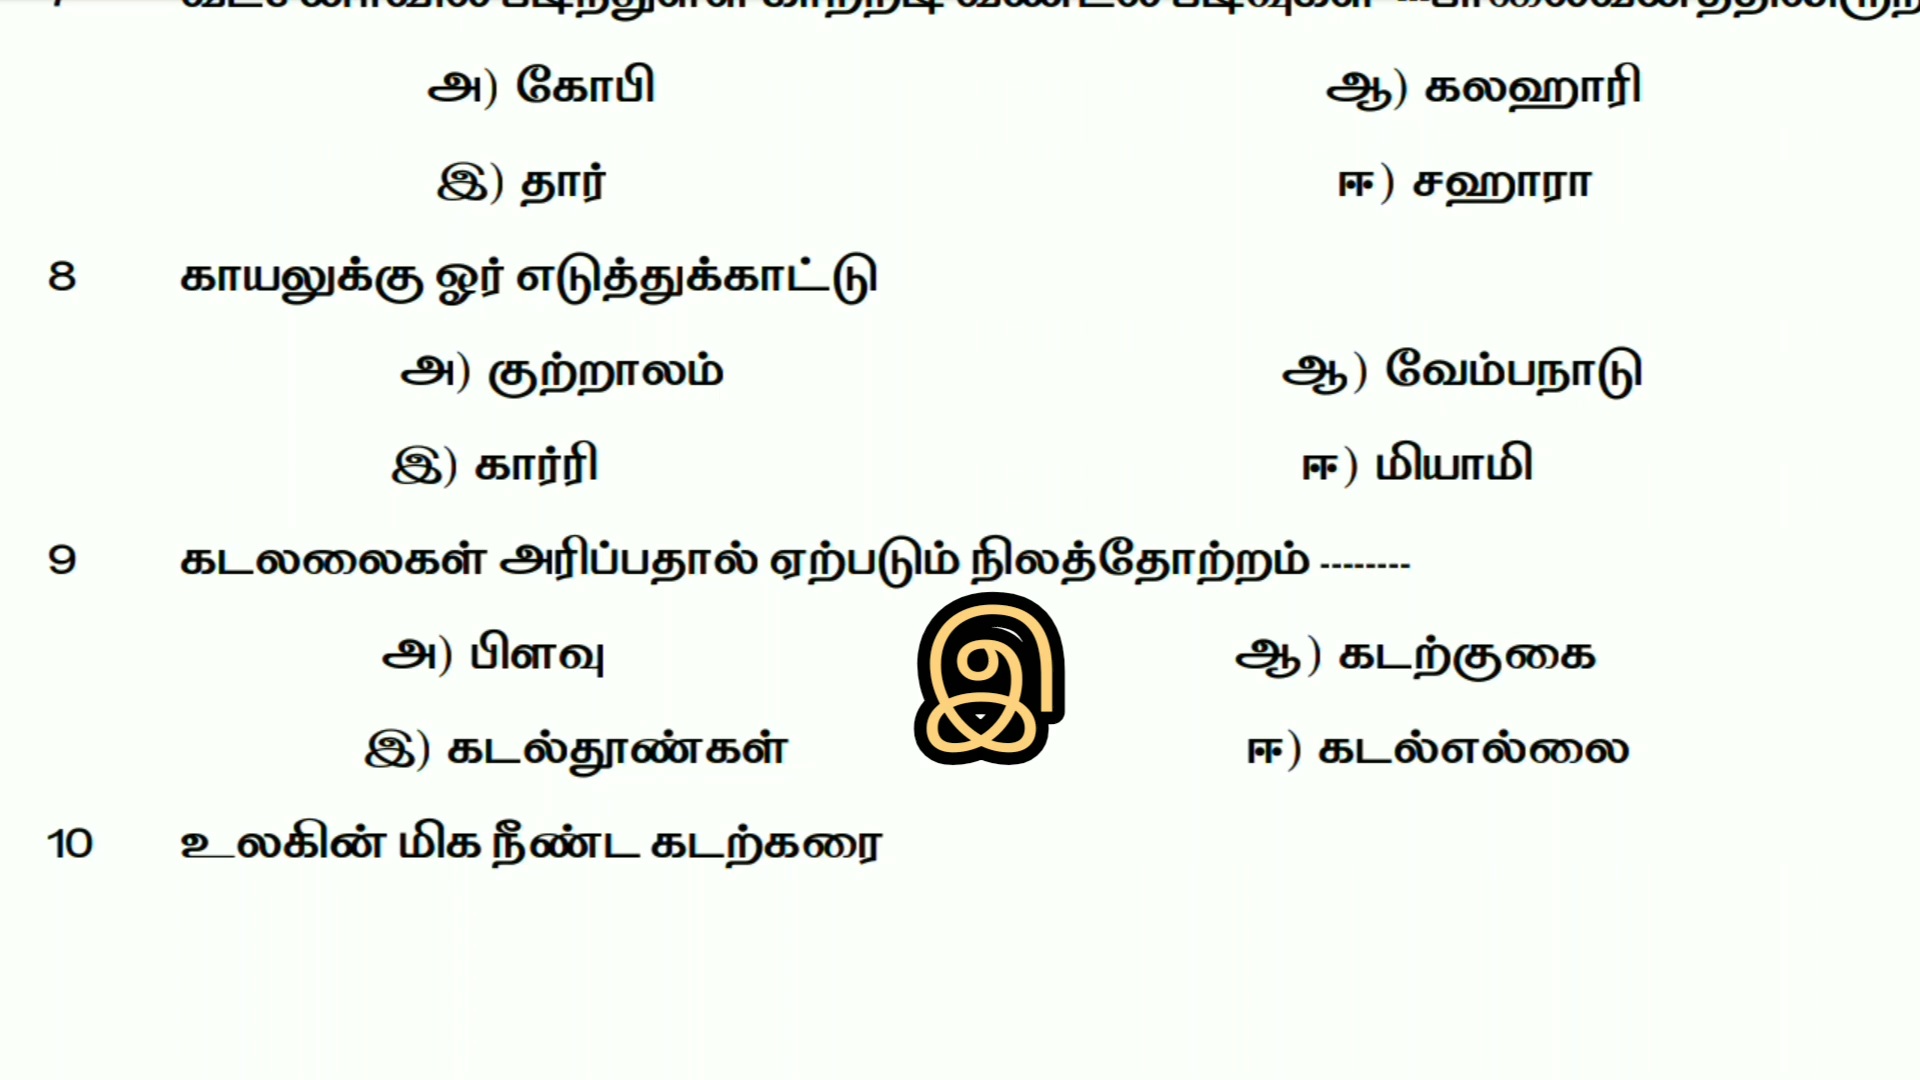 அ) கோபி ஆ) கலஹாரி
இ) தார் ஈ) சஹாரா
8 காயலுக்கு ஓர் எடுத்துக்காட்டு
அ) குற்றாலம் ஆ) வேம்பநாடு
இ) கார்ரி ஈ) மியாமி
9 கடலலைகள் அரிப்பதால் ஏற்படும் நிலத்தோற்றம் --------
அ) பிளவு ஆ) கடற்குகை
இ
இ) கடல்தூண்கள் ஈ) கடல்எல்லை
10 உலகின் மிக நீண்ட கடற்கரை